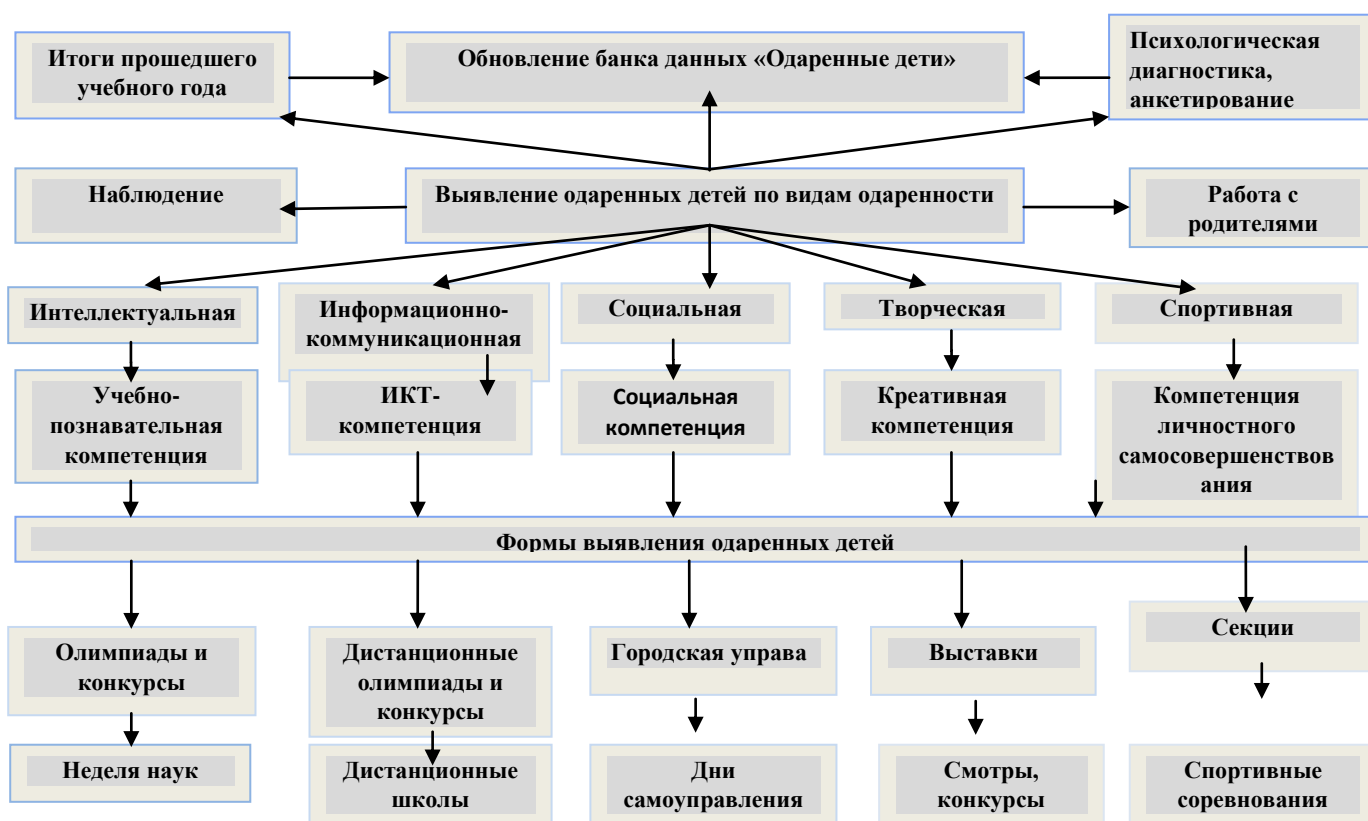 Итоги прошедшего
учебного года
Обновление банка данных «Одаренные дети»
Психологическая
диагностика,
анкетирование
Наблюдение
Выявление одаренных детей по видам одаренности
Работа с
родителями
Интеллектуальная
Информационно-
коммуникационная
Социальная
Творческая
Спортивная
Учебно-
познавательная
компетенция
ИКТ-
компетенция
Социальная
компетенция
Креативная
компетенция
Компетенция
личностного
самосовершенствов
ания
Формы выявления одаренных детей
Олимпиады и
конкурсы
Дистанционные
олимпиады и
конкурсы
Городская управа
Выставки
Секции
Неделя наук
Дистанционные
школы
Дни
самоуправления
Смотры,
конкурсы
Спортивные
соревнования